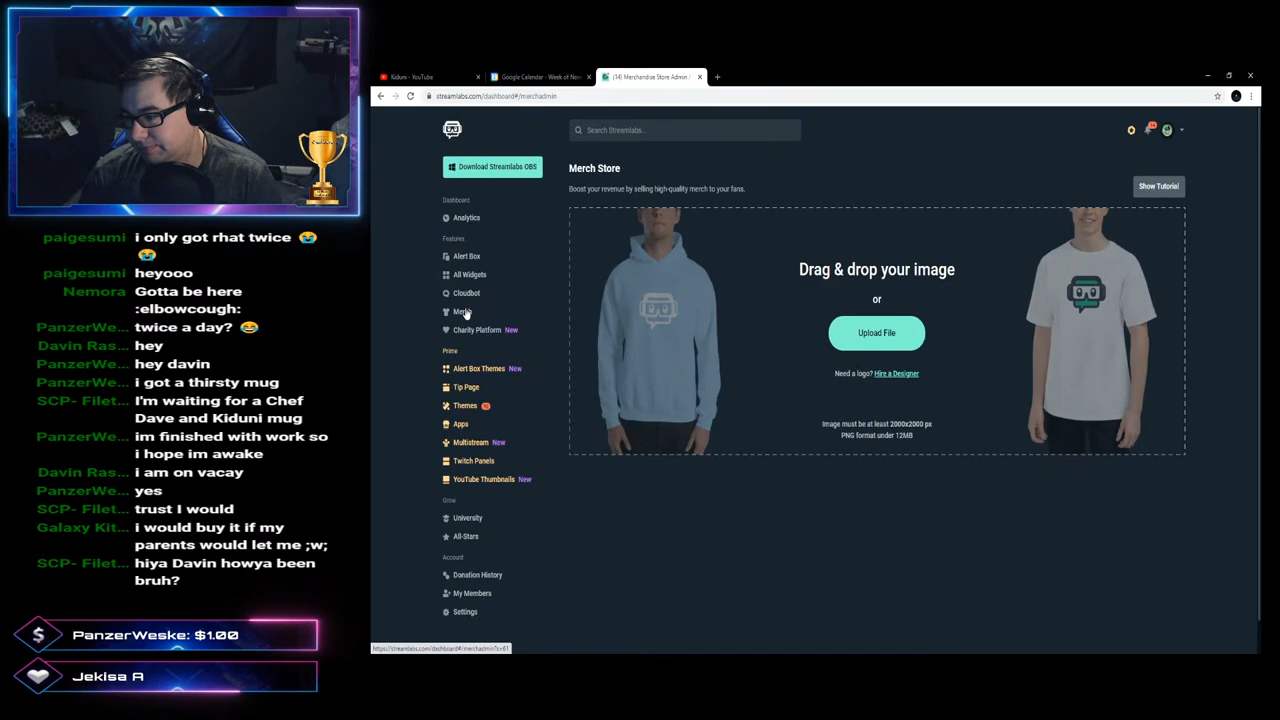 paigesumi i only got rhat twice 😭
😭
paigesumi heyooo
Nemora Gotta be here
:elbowcough:
PanzerWe... twice a day? 😂
Davin Ras... hey
PanzerWe... hey davin
PanzerWe... i got a thirsty mug
SCP- Filet... I'm waiting for a Chef
Dave and Kiduni mug
PanzerWe... im finished with work so
i hope im awake
Davin Ras... i am on vacay
PanzerWe... yes
SCP- Filet... trust I would
Galaxy Kit... i would buy it if my
parents would let me ;w;
SCP- Filet... hiya Davin howya been
bruh?
$ PanzerWeske: $1.00
Jekisa A
Kiduni - YouTube
Google Calendar - Week of Nov
(14) Merchandise Store Admin /
streamlabs.com/dashboard#/merchadmin
Search Streamlabs...
Download Streamlabs OBS
Dashboard
Analytics
Features
Alert Box
All Widgets
Cloudbot
Merch
Charity Platform New
Prime
Alert Box Themes New
Tip Page
Themes
Apps
Multistream New
Twitch Panels
YouTube Thumbnails New
Grow
University
All-Stars
Account
Donation History
My Members
Settings
Merch Store
Boost your revenue by selling high-quality merch to your fans.
Show Tutorial
Drag & drop your image
or
Upload File
Need a logo? Hire a Designer
Image must be at least 2000x2000 px
PNG format under 12MB
https://streamlabs.com/dashboard#/merchadmin?s=61